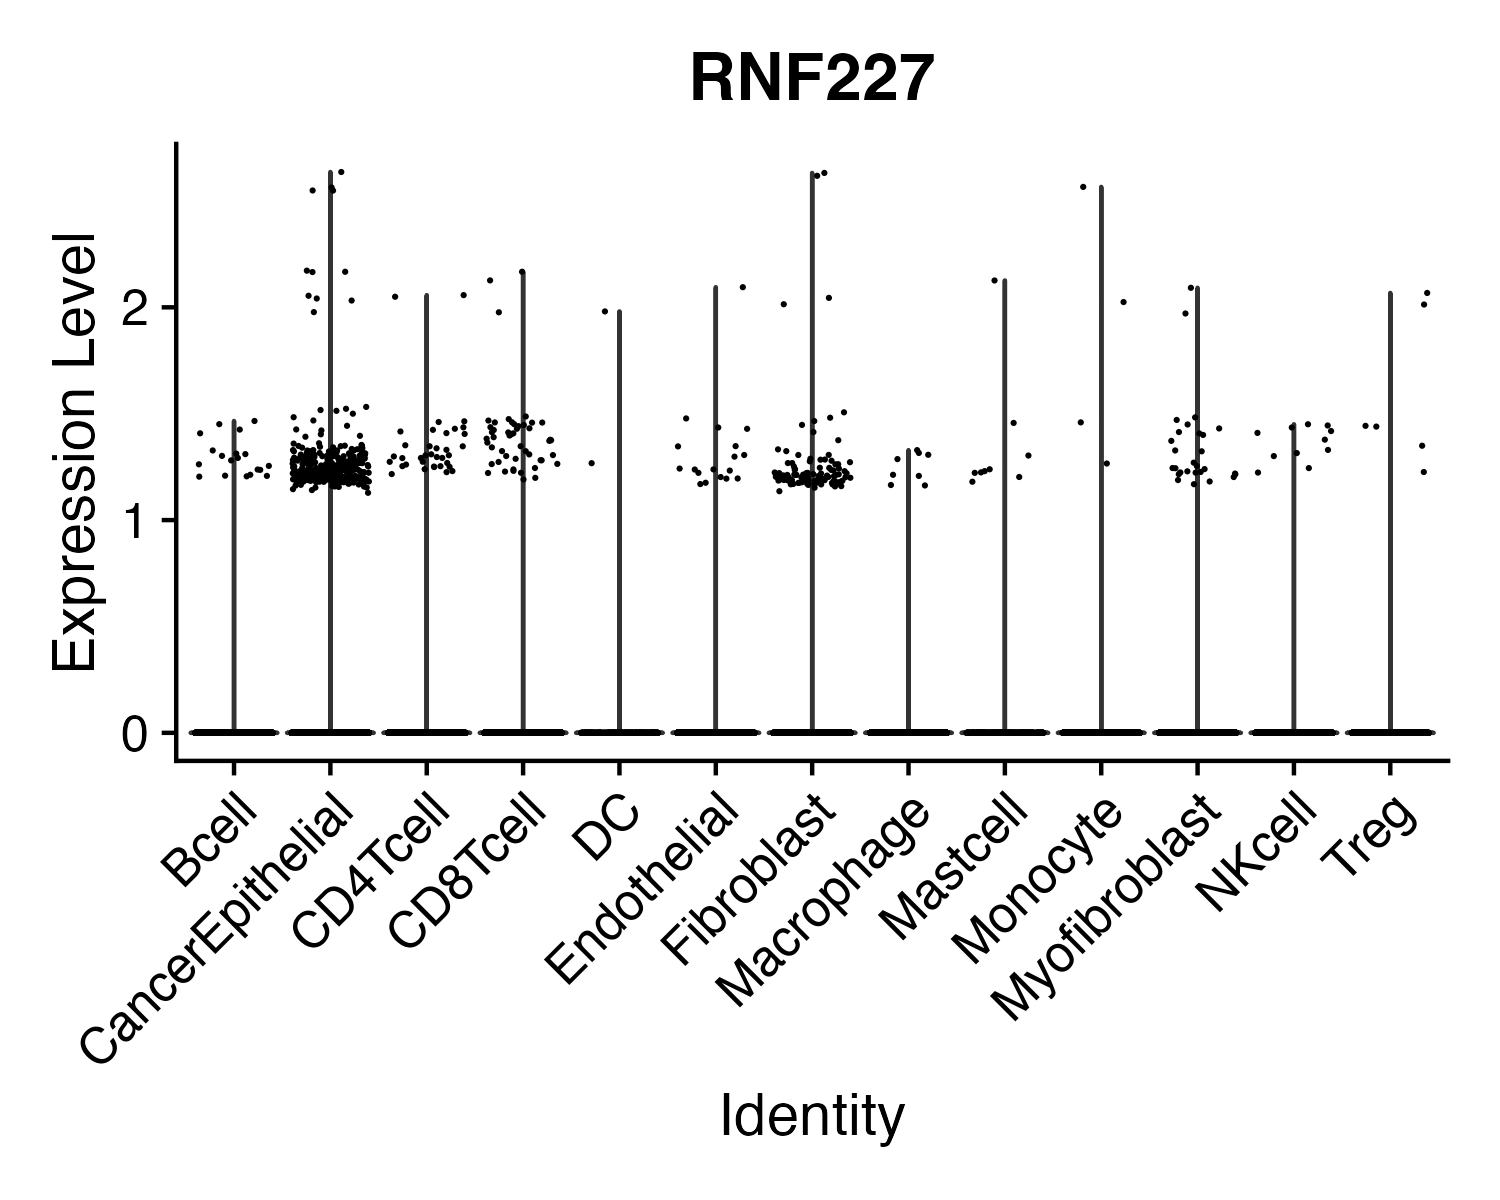 RNF227
Expression Level
2
1
0
Bcell
CancerEpithelial
CD4Tcell
CD8Tcell
DC
Endothelial
Fibroblast
Macrophage
Mastcell
Monocyte
Myofibroblast
NKcell
Treg
Identity